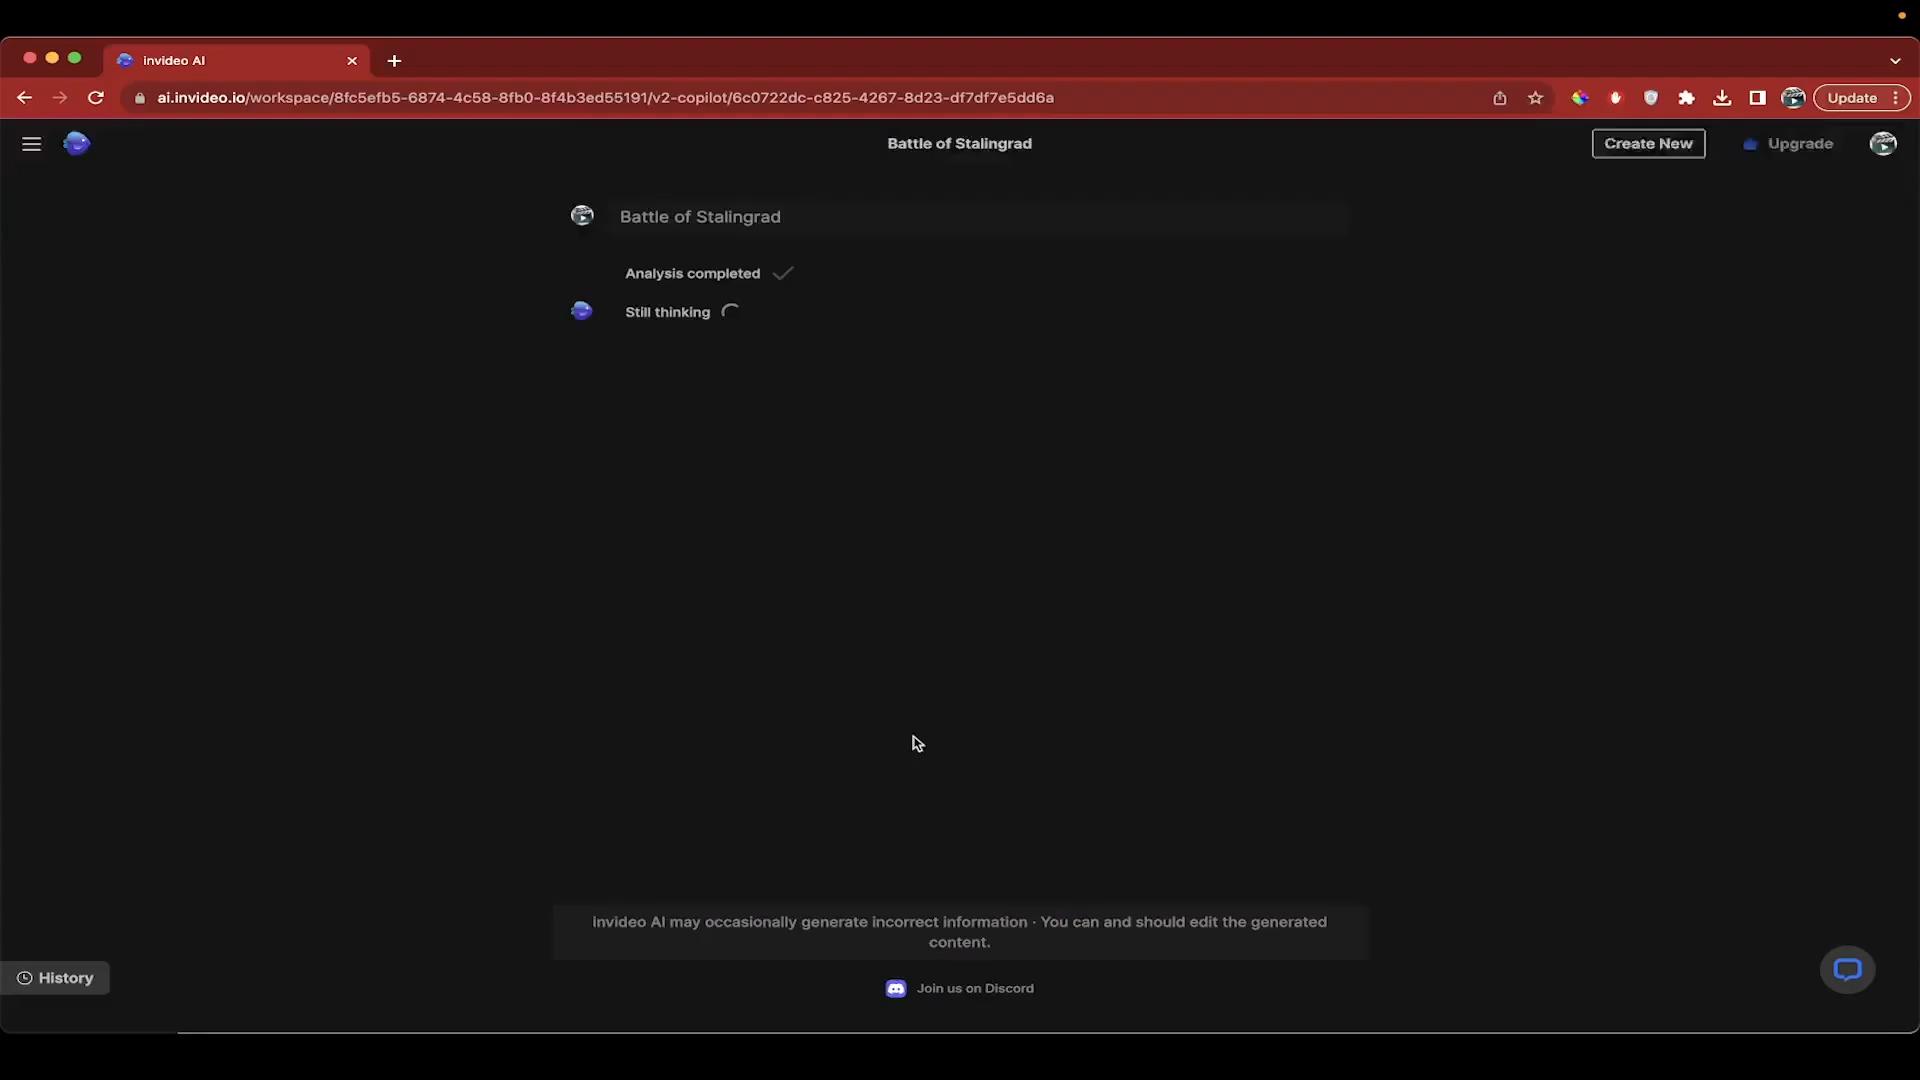 invideo AI
ai.invideo.io/workspace/8fc5efb5-6874-4c58-8fb0-8f4b3ed55191/v2-copilot/6c0722dc-c825-4267-8d23-df7df7e5dd6a
Update
Battle of Stalingrad
Create New
Upgrade
Battle of Stalingrad
Analysis completed
Still thinking
invideo AI may occasionally generate incorrect information · You can and should edit the generated
content.
History
Join us on Discord